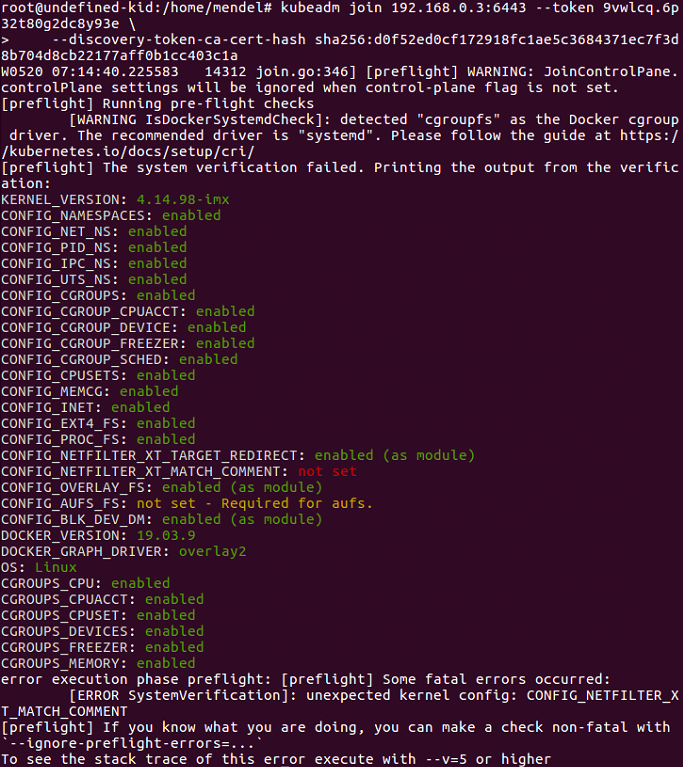 root@undefined-kid:/home/mendel# kubeadm join 192.168.0.3:6443 --token 9vwlcq.6p
32t80g2dc8y93e \
>     --discovery-token-ca-cert-hash sha256:d0f52ed0cf172918fc1ae5c3684371ec7f3d
8b704d8cb22177aff0b1cc403c1a
W0520 07:14:40.225583   14312 join.go:346] [preflight] WARNING: JoinControlPane.
controlPlane settings will be ignored when control-plane flag is not set.
[preflight] Running pre-flight checks
        [WARNING IsDockerSystemdCheck]: detected "cgroupfs" as the Docker cgroup
 driver. The recommended driver is "systemd". Please follow the guide at https:/
/kubernetes.io/docs/setup/cri/
[preflight] The system verification failed. Printing the output from the verific
ation:
KERNEL_VERSION: 4.14.98-imx
CONFIG_NAMESPACES: enabled
CONFIG_NET_NS: enabled
CONFIG_PID_NS: enabled
CONFIG_IPC_NS: enabled
CONFIG_UTS_NS: enabled
CONFIG_CGROUPS: enabled
CONFIG_CGROUP_CPUACCT: enabled
CONFIG_CGROUP_DEVICE: enabled
CONFIG_CGROUP_FREEZER: enabled
CONFIG_CGROUP_SCHED: enabled
CONFIG_CPUSETS: enabled
CONFIG_MEMCG: enabled
CONFIG_INET: enabled
CONFIG_EXT4_FS: enabled
CONFIG_PROC_FS: enabled
CONFIG_NETFILTER_XT_TARGET_REDIRECT: enabled (as module)
CONFIG_NETFILTER_XT_MATCH_COMMENT: not set
CONFIG_OVERLAY_FS: enabled (as module)
CONFIG_AUFS_FS: not set - Required for aufs.
CONFIG_BLK_DEV_DM: enabled (as module)
DOCKER_VERSION: 19.03.9
DOCKER_GRAPH_DRIVER: overlay2
OS: Linux
CGROUPS_CPU: enabled
CGROUPS_CPUACCT: enabled
CGROUPS_CPUSET: enabled
CGROUPS_DEVICES: enabled
CGROUPS_FREEZER: enabled
CGROUPS_MEMORY: enabled
error execution phase preflight: [preflight] Some fatal errors occurred:
        [ERROR SystemVerification]: unexpected kernel config: CONFIG_NETFILTER_X
T_MATCH_COMMENT
[preflight] If you know what you are doing, you can make a check non-fatal with
`--ignore-preflight-errors=...`
To see the stack trace of this error execute with --v=5 or higher